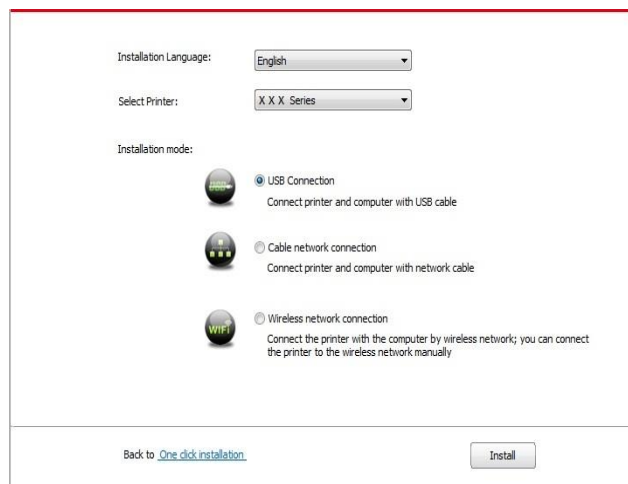 Installation Language:
English
Select Printer:
X X X Series
Installation mode:
USB Connection
Connect printer and computer with USB cable
Cable network connection
Connect printer and computer with network cable
WiFi
Wireless network connection
Connect the printer with the computer by wireless network; you can connect
the printer to the wireless network manually
Back to One click installation
Install